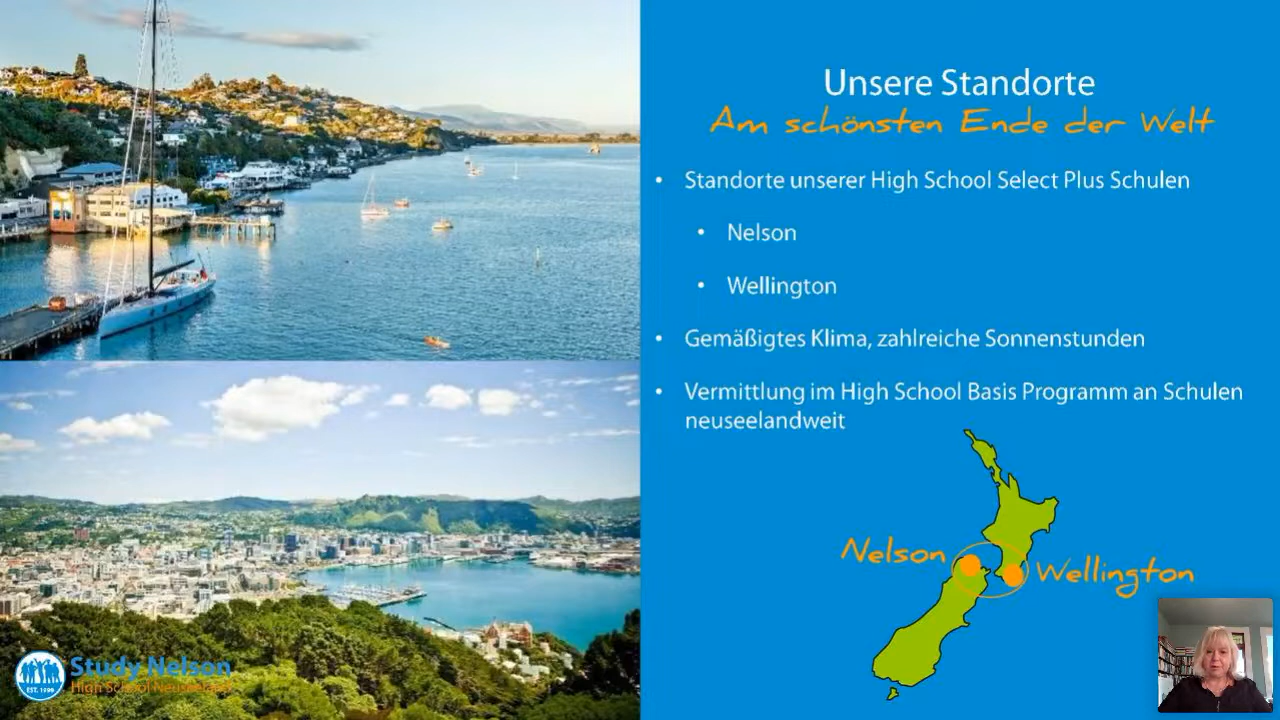 Unsere Standorte
Am schönsten Ende der Welt
• Standorte unserer High School Select Plus Schulen
• Nelson
• Wellington
• Gemäßigtes Klima, zahlreiche Sonnenstunden
• Vermittlung im High School Basis Programm an Schulen
neuseelandweit
Nelson
Wellington
Study Nelson
High School Neuseeland
EST. 1996